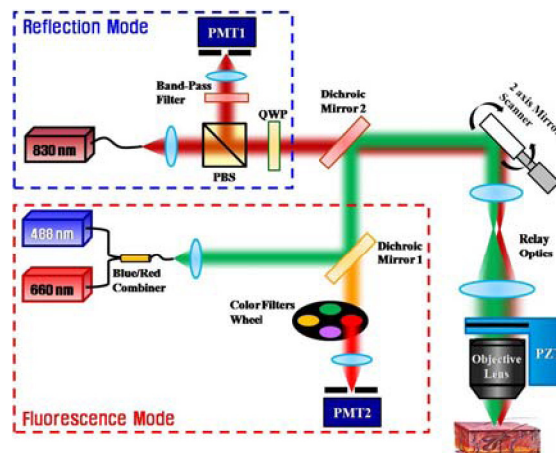 Reflection Mode
PMT1
Band-Pass
Filter
QWP
830 nm
PBS
Dichroic
Mirror 2
2 axis Mirror
Scanner
488 nm
660 nm
Blue/Red
Combiner
Dichroic
Mirror 1
Color Filters
Wheel
PMT2
Fluorescence Mode
Relay
Optics
PZT
Objective
Lens